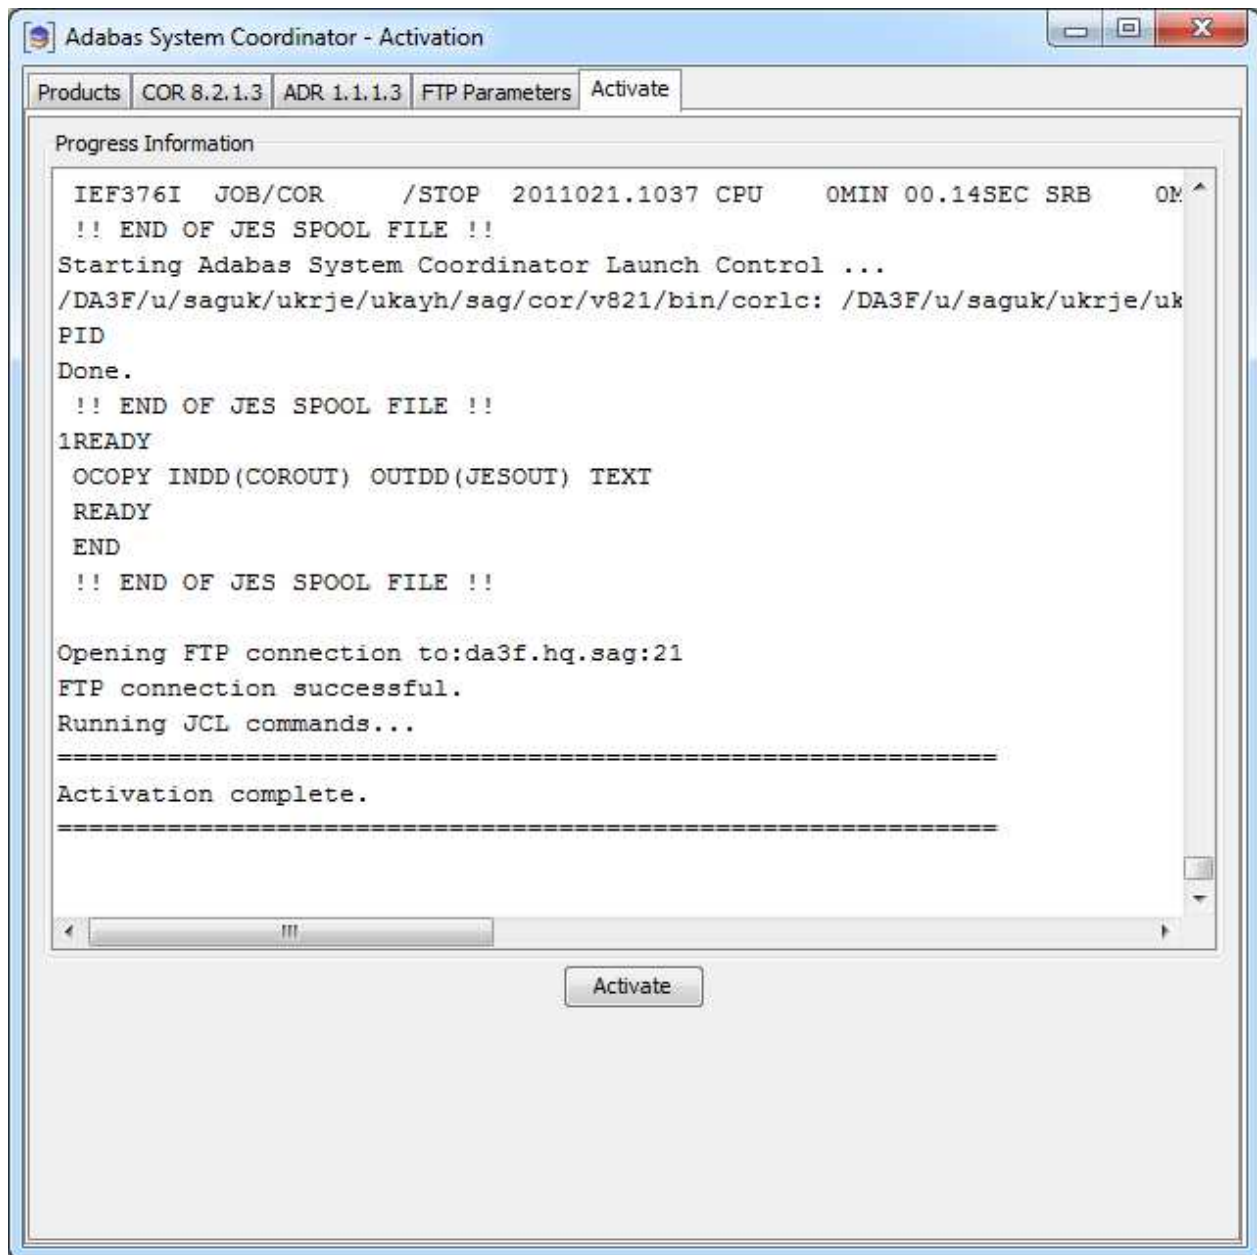 Adabas System Coordinator - Activation
Products COR 8.2.1.3 ADR 1.1.1.3 FTP Parameters Activate
Progress Information
IEF376I  JOB/COR     /STOP  2011021.1037 CPU    0MIN 00.14SEC SRB    0M
!! END OF JES SPOOL FILE !!
Starting Adabas System Coordinator Launch Control ...
/DA3F/u/saguk/ukrje/ukayh/sag/cor/v821/bin/corlc: /DA3F/u/saguk/ukrje/uk
PID
Done.
!! END OF JES SPOOL FILE !!
1READY
OCOPY INDD(COROUT) OUTDD(JESOUT) TEXT
READY
END
!! END OF JES SPOOL FILE !!
Opening FTP connection to:da3f.hq.sag:21
FTP connection successful.
Running JCL commands...
============================================================
Activation complete.
============================================================
Activate